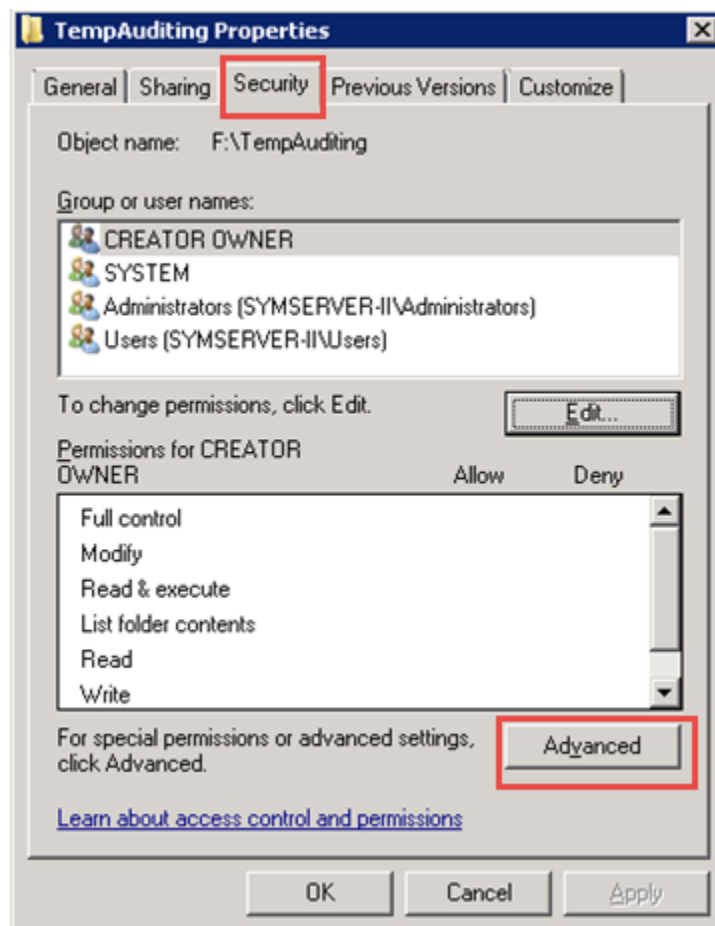 TempAuditing Properties
General Sharing Security Previous Versions Customize
Object name: F:\TempAuditing
Group or user names:
CREATOR OWNER
SYSTEM
Administrators (SYMSERVER-II\Administrators)
Users (SYMSERVER-II\Users)
To change permissions, click Edit.
Edit...
Permissions for CREATOR
OWNER Allow Deny
Full control
Modify
Read & execute
List folder contents
Read
Write
For special permissions or advanced settings,
click Advanced.
Advanced
Learn about access control and permissions
OK Cancel Apply